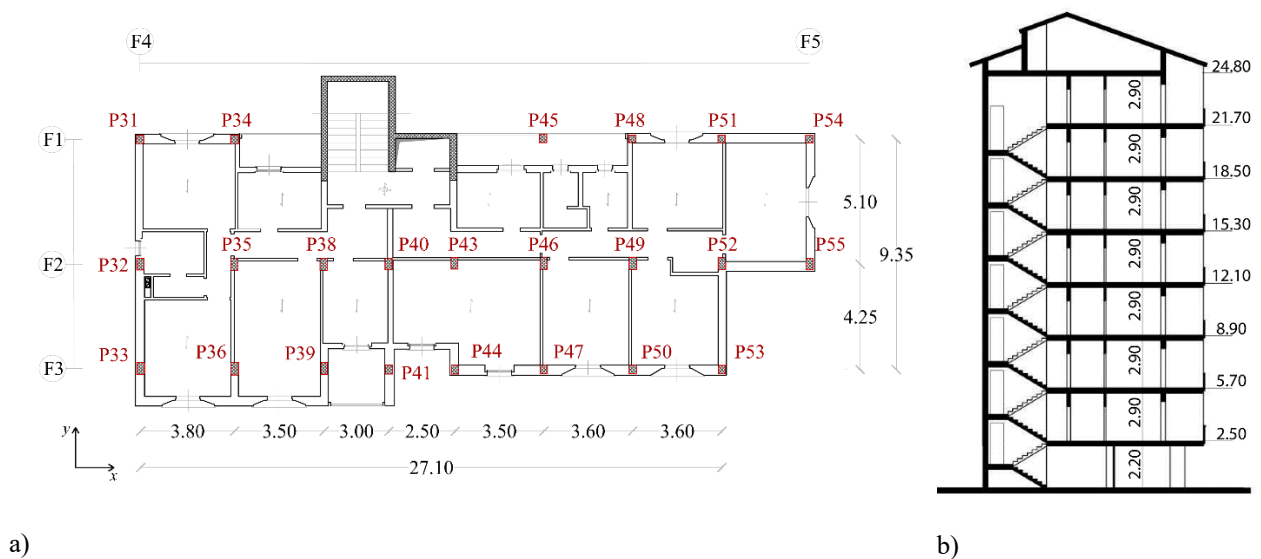 F4 F5
P31 P34 P45 P48 P51 P54
F1
5.10
P35 P38 P40 P43 P46 P49 P52 P55
F2 P32
9.35
4.25
P33 P36 P39 P41 P44 P47 P50 P53
F3
3.80 3.50 3.00 2.50 3.50 3.60 3.60
27.10
y
x
a)
24.80
2.90
21.70
2.90
18.50
2.90
15.30
2.90
12.10
2.90
8.90
2.90
5.70
2.90
2.50
2.20
b)